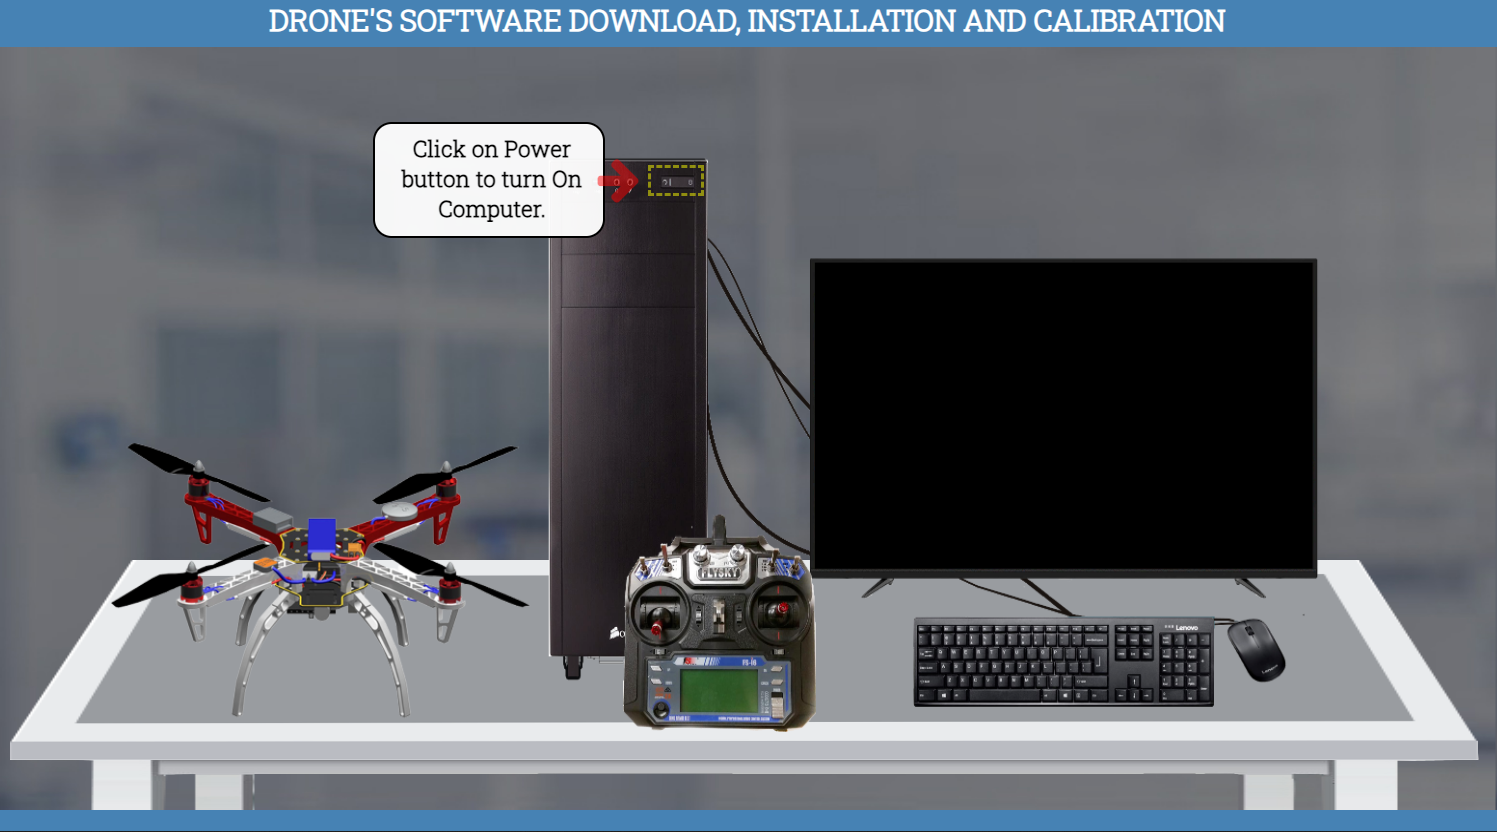 DRONE'S SOFTWARE DOWNLOAD, INSTALLATION AND CALIBRATION
Click on Power
button to turn On
Computer.
FLYSKY
FS-i6
Lenovo